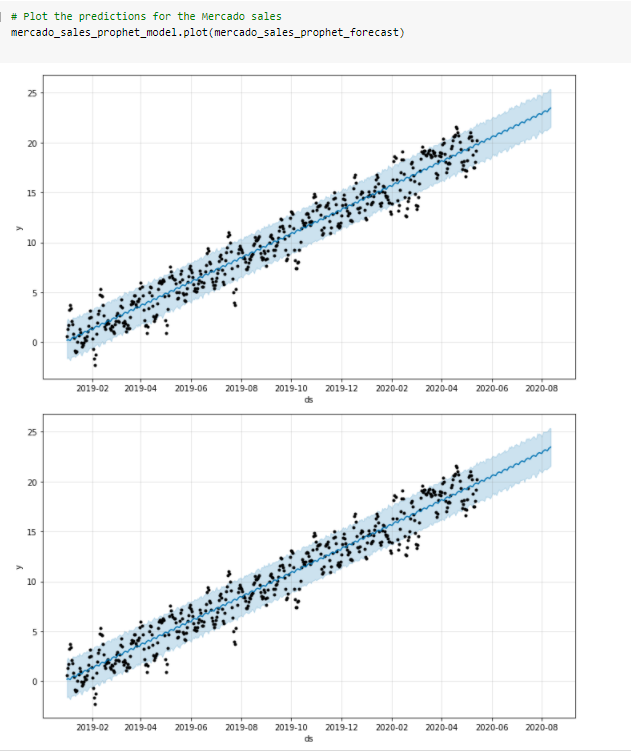 # Plot the predictions for the Mercado sales
mercado_sales_prophet_model.plot(mercado_sales_prophet_forecast)
25
20
15
10
5
0
y
2019-02 2019-04 2019-06 2019-08 2019-10 2019-12 2020-02 2020-04 2020-06 2020-08
ds
25
20
15
10
5
0
y
2019-02 2019-04 2019-06 2019-08 2019-10 2019-12 2020-02 2020-04 2020-06 2020-08
ds